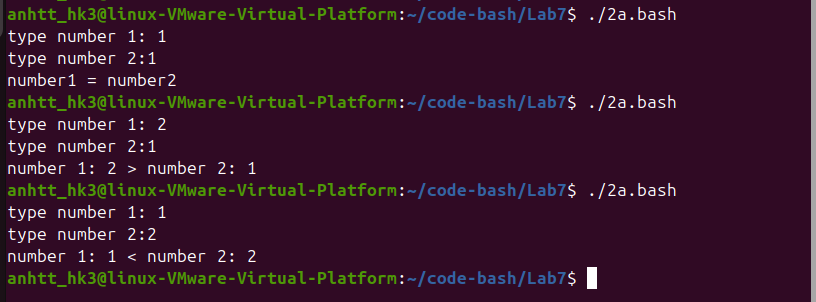 anhtt_hk3@linux-VMware-Virtual-Platform:~/code-bash/Lab7$ ./2a.bash
type number 1: 1
type number 2:1
number1 = number2
anhtt_hk3@linux-VMware-Virtual-Platform:~/code-bash/Lab7$ ./2a.bash
type number 1: 2
type number 2:1
number 1: 2 > number 2: 1
anhtt_hk3@linux-VMware-Virtual-Platform:~/code-bash/Lab7$ ./2a.bash
type number 1: 1
type number 2:2
number 1: 1 < number 2: 2
anhtt_hk3@linux-VMware-Virtual-Platform:~/code-bash/Lab7$